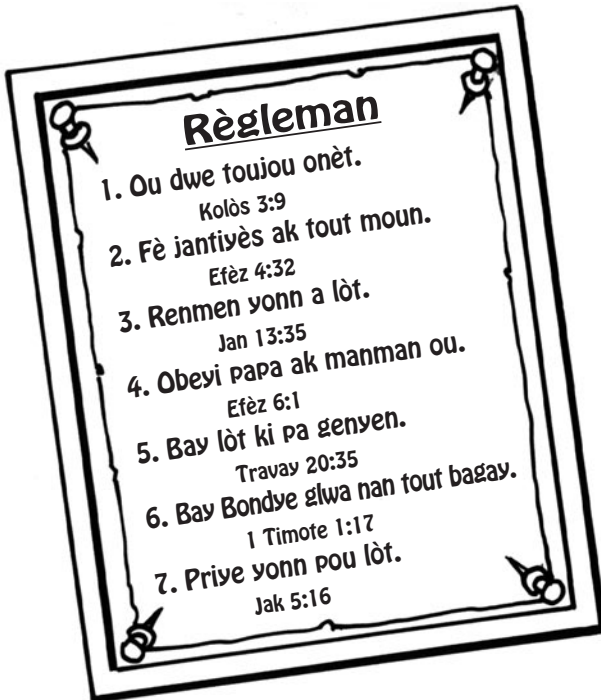 Règleman
1. Ou dwe toujou onèt.
Kolòs 3:9
2. Fè jantiyès ak tout moun.
Efèz 4:32
3. Renmen yonn a lòt.
Jan 13:35
4. Obeyi papa ak manman ou.
Efèz 6:1
5. Bay lòt ki pa genyen.
Travay 20:35
6. Bay Bondye glwa nan tout bagay.
1 Timote 1:17
7. Priye yonn pou lòt.
Jak 5:16